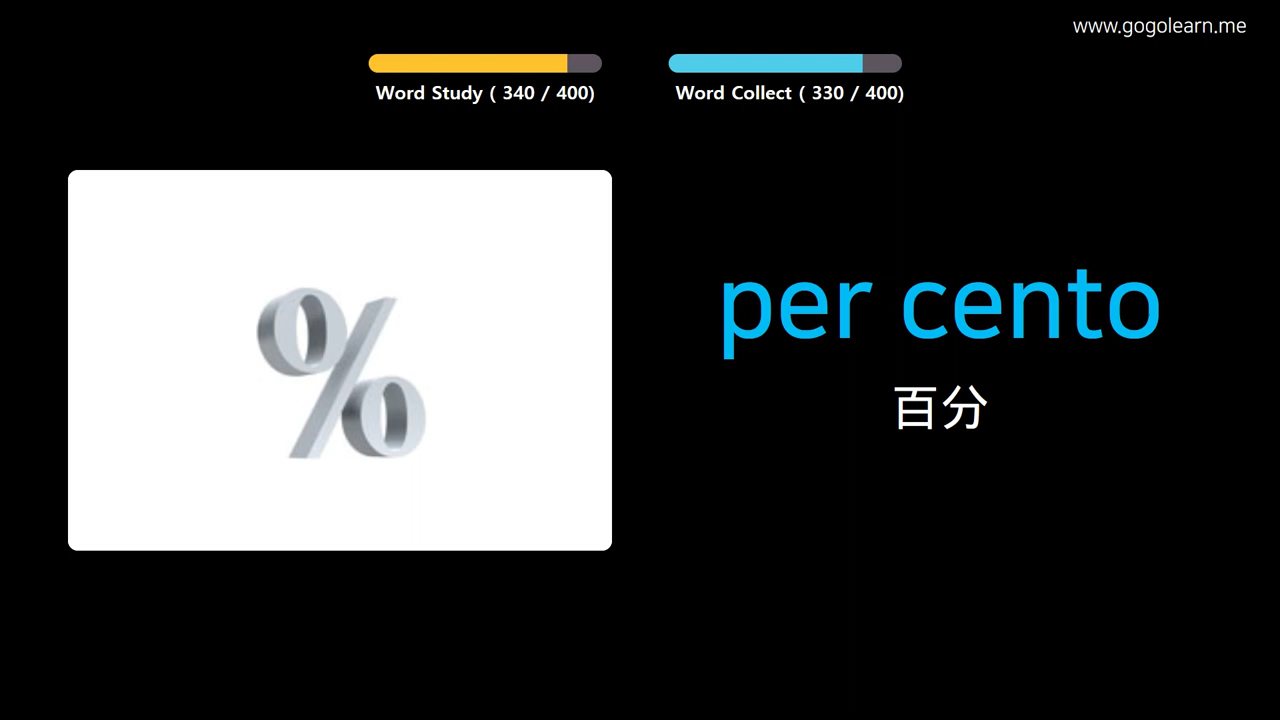 www.gogolearn.me
Word Study ( 340 / 400)
Word Collect ( 330 / 400)
%
per cento
百分